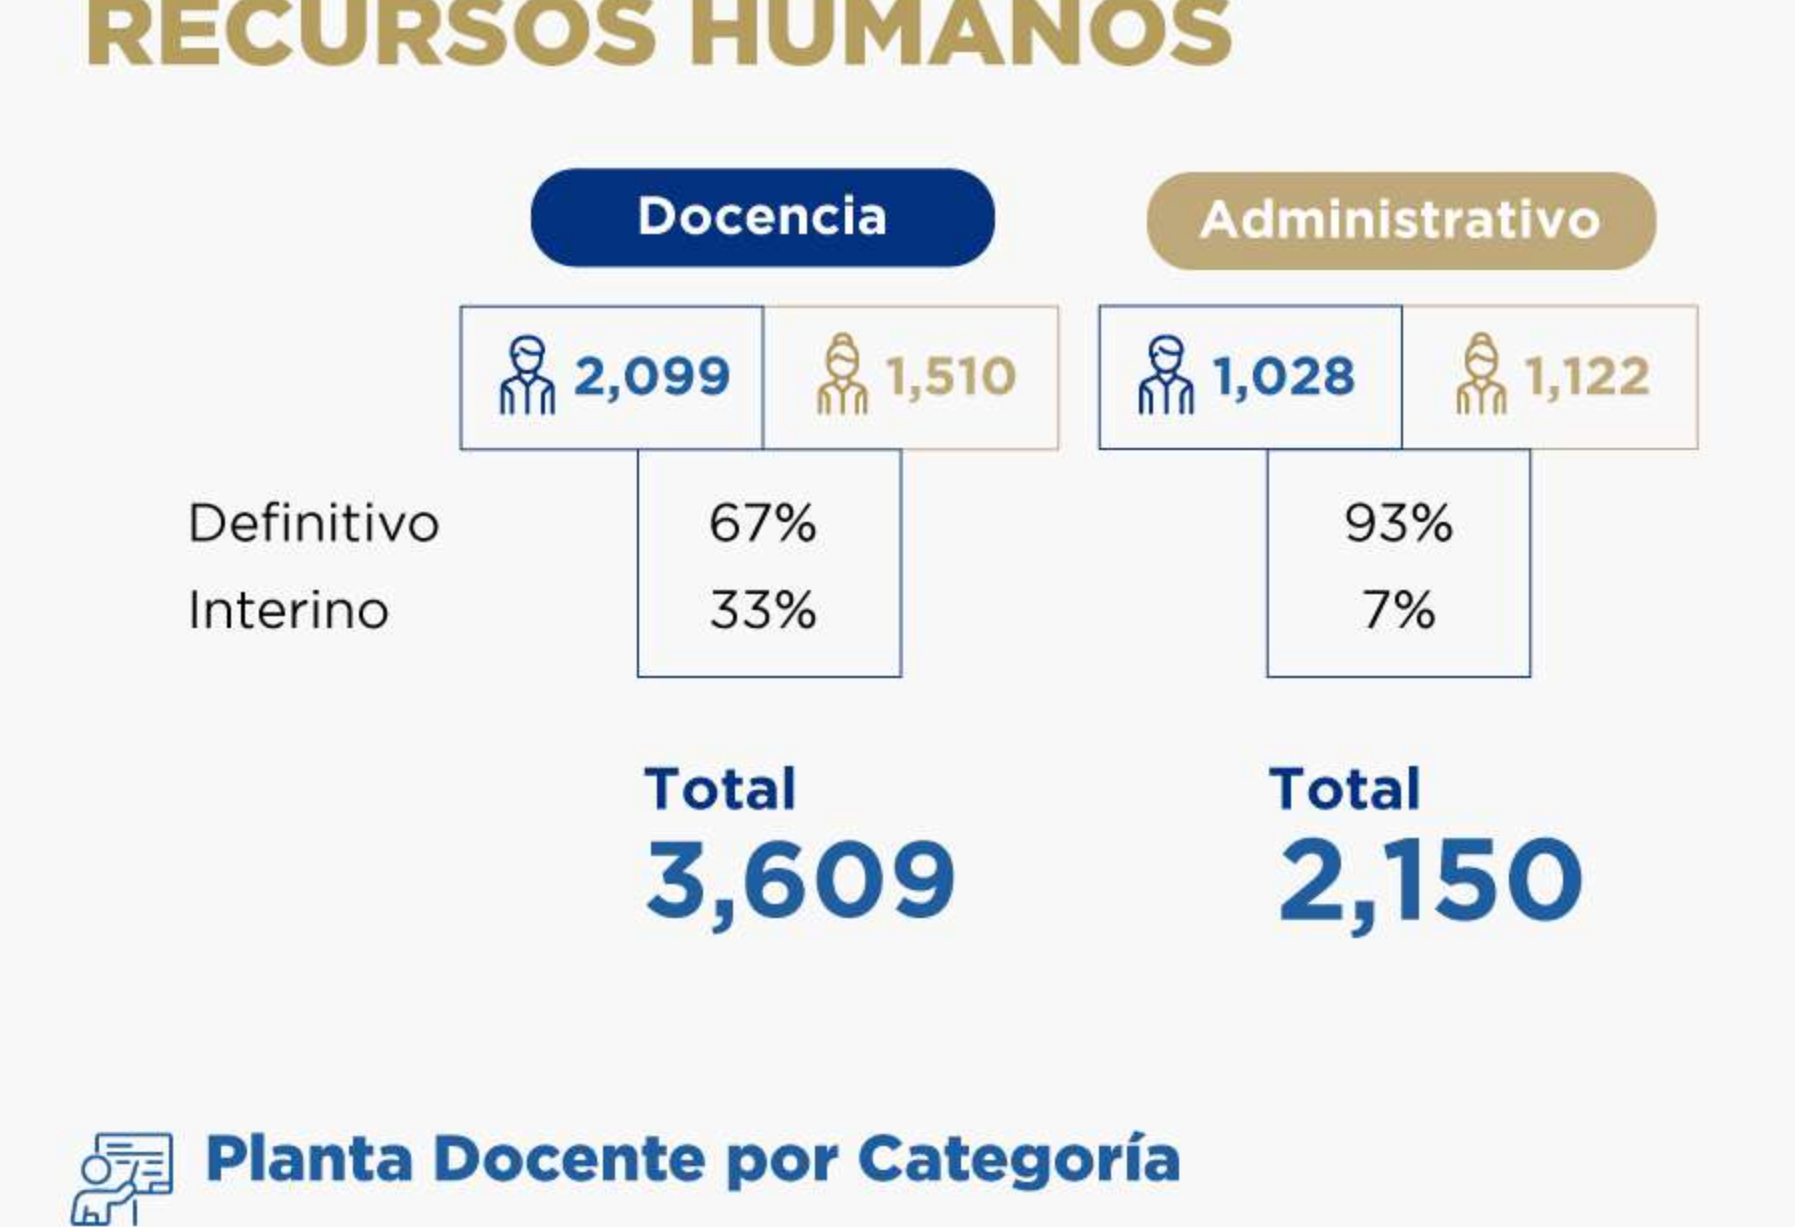 RECURSOS HUMANOS
Docencia Administrativo
2,099 1,510 1,028 1,122
Definitivo 67% 93%
Interino 33% 7%
Total Total
3,609 2,150
Planta Docente por Categoría